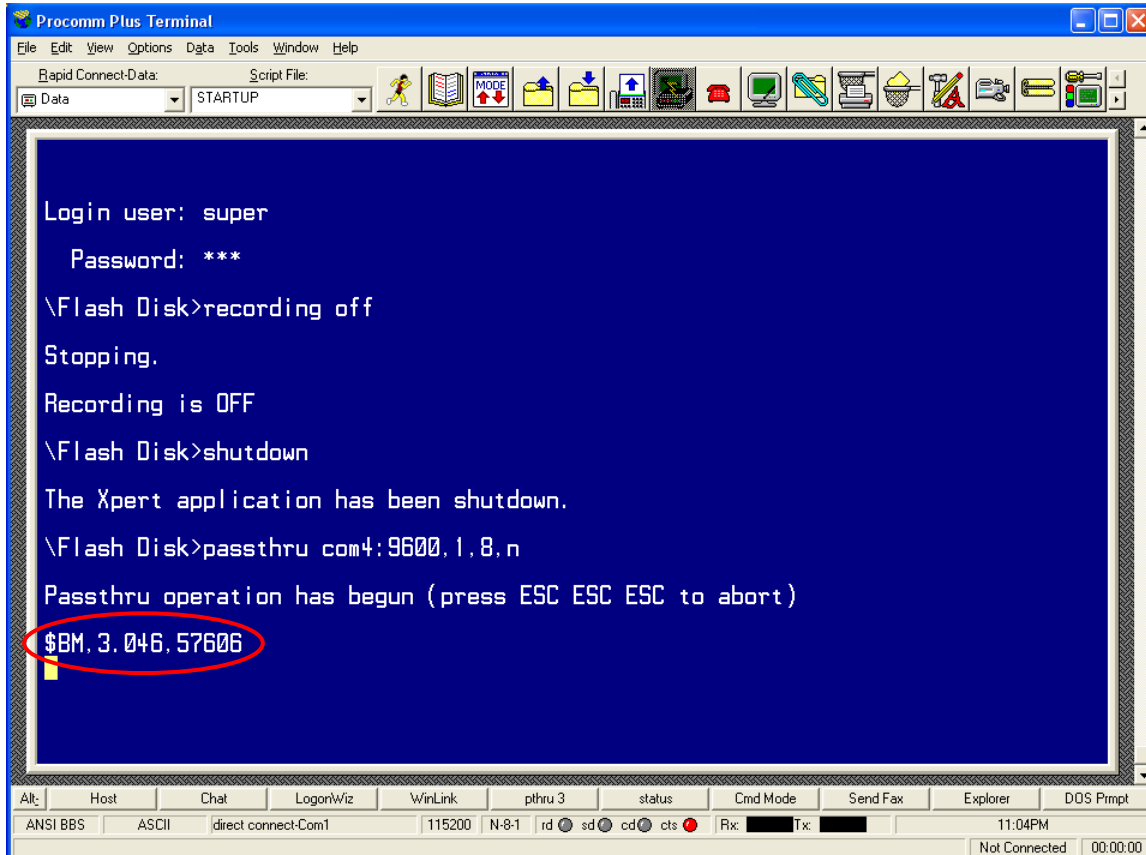 Procomm Plus Terminal
File Edit View Options Data Tools Window Help
Rapid Connect-Data: Script File:
Data STARTUP
MODE
Login user: super
Password: ***
\Flash Disk>recording off
Stopping.
Recording is OFF
\Flash Disk>shutdown
The Xpert application has been shutdown.
\Flash Disk>passthru com4:9600,1,8,n
Passthru operation has begun (press ESC ESC ESC to abort)
$BM,3.046,57606
Alt: Host Chat LogonWiz WinLink pthru 3 status Cmd Mode Send Fax Explorer DOS Prmpt
ANSI BBS ASCII direct connect-Com1 115200 N-8-1 rd sd cd cts Rx: Tx: 11:04PM
Not Connected 00:00:00